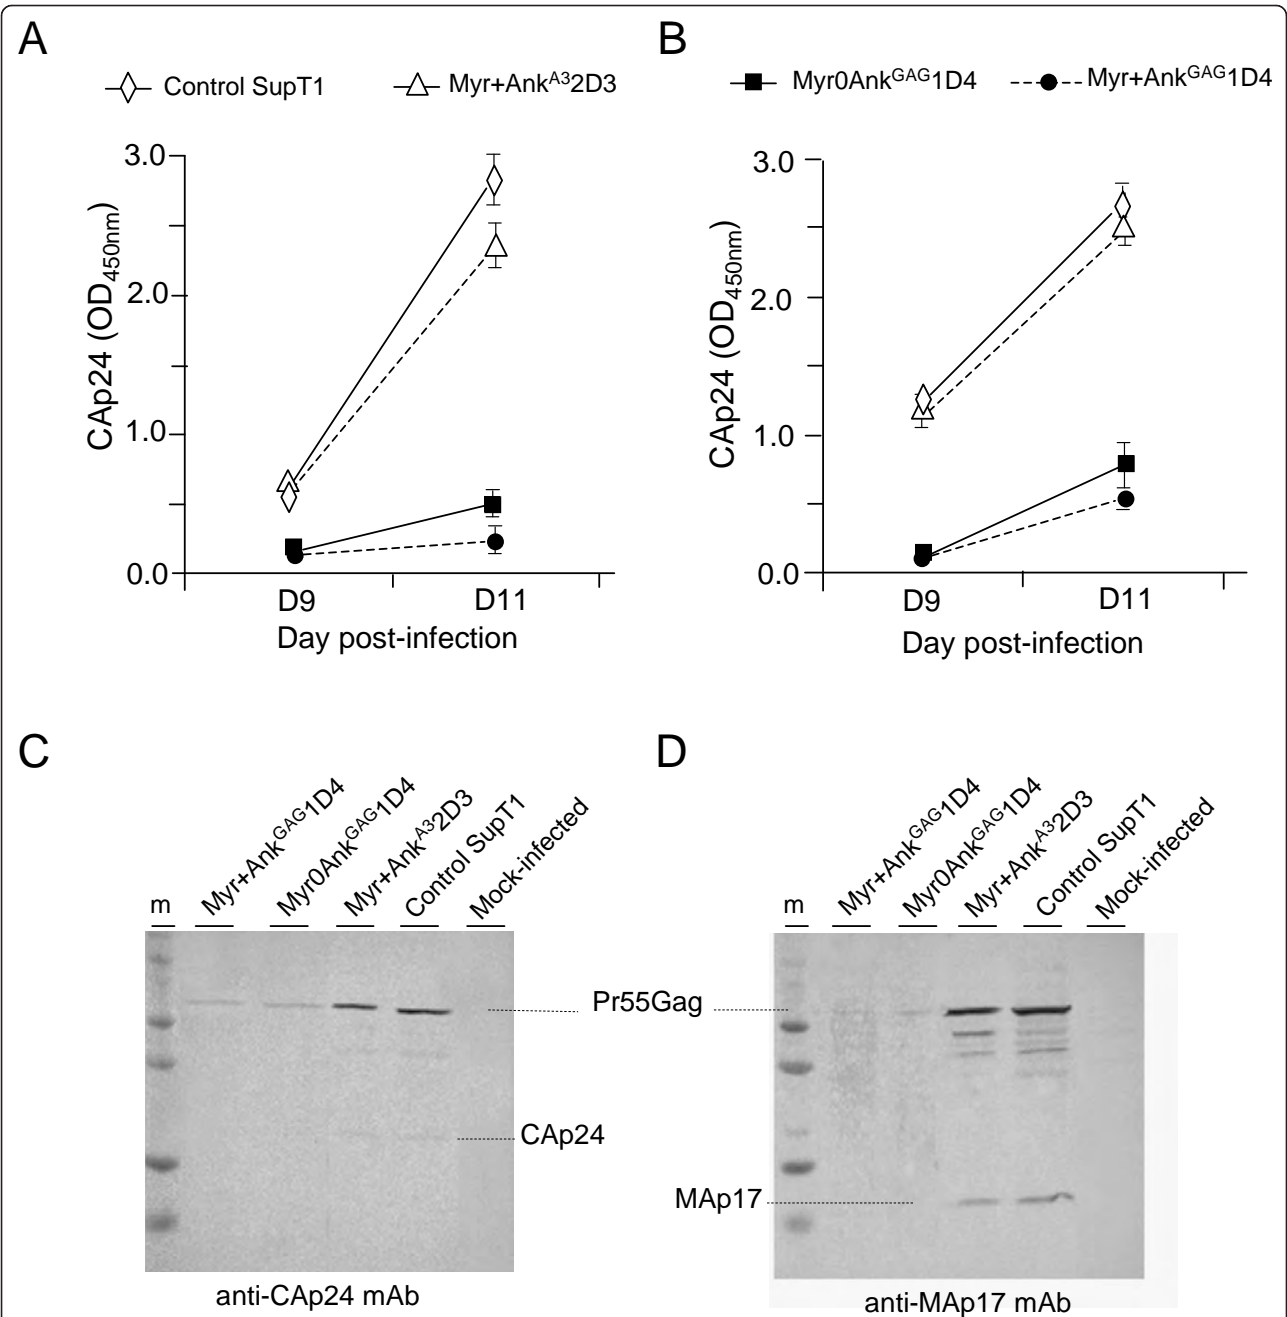 A
B
Control SupT1
Myr+Ank^A3 2D3
Myr0Ank^GAG 1D4
Myr+Ank^GAG 1D4
CAp24 (OD450nm)
3.0
2.0
1.0
0.0
D9
D11
Day post-infection
CAp24 (OD450nm)
3.0
2.0
1.0
0.0
D9
D11
Day post-infection
C
D
m
Myr+Ank^GAG 1D4
Myr0Ank^GAG 1D4
Myr+Ank^A3 2D3
Control SupT1
Mock-infected
m
Myr+Ank^GAG 1D4
Myr0Ank^GAG 1D4
Myr+Ank^A3 2D3
Control SupT1
Mock-infected
Pr55Gag
CAp24
MAp17
anti-CAp24 mAb
anti-MAp17 mAb